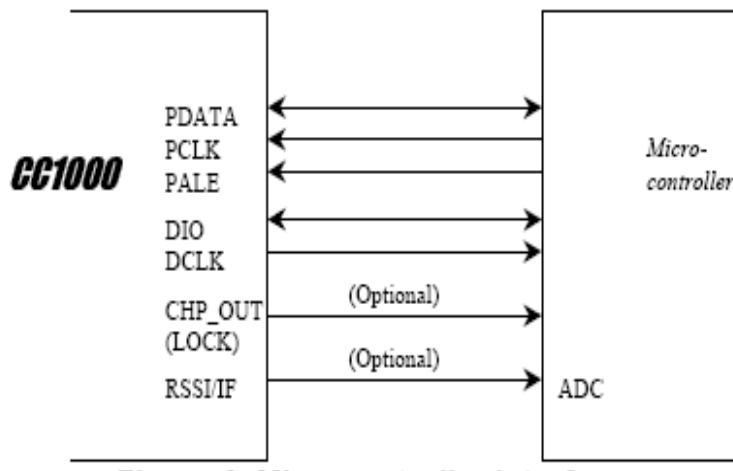 PDATA
PCLK
CC1000
PALE
Micro-
controller
DIO
DCLK
(Optional)
CHP_OUT
(LOCK)
(Optional)
RSSI/IF
ADC